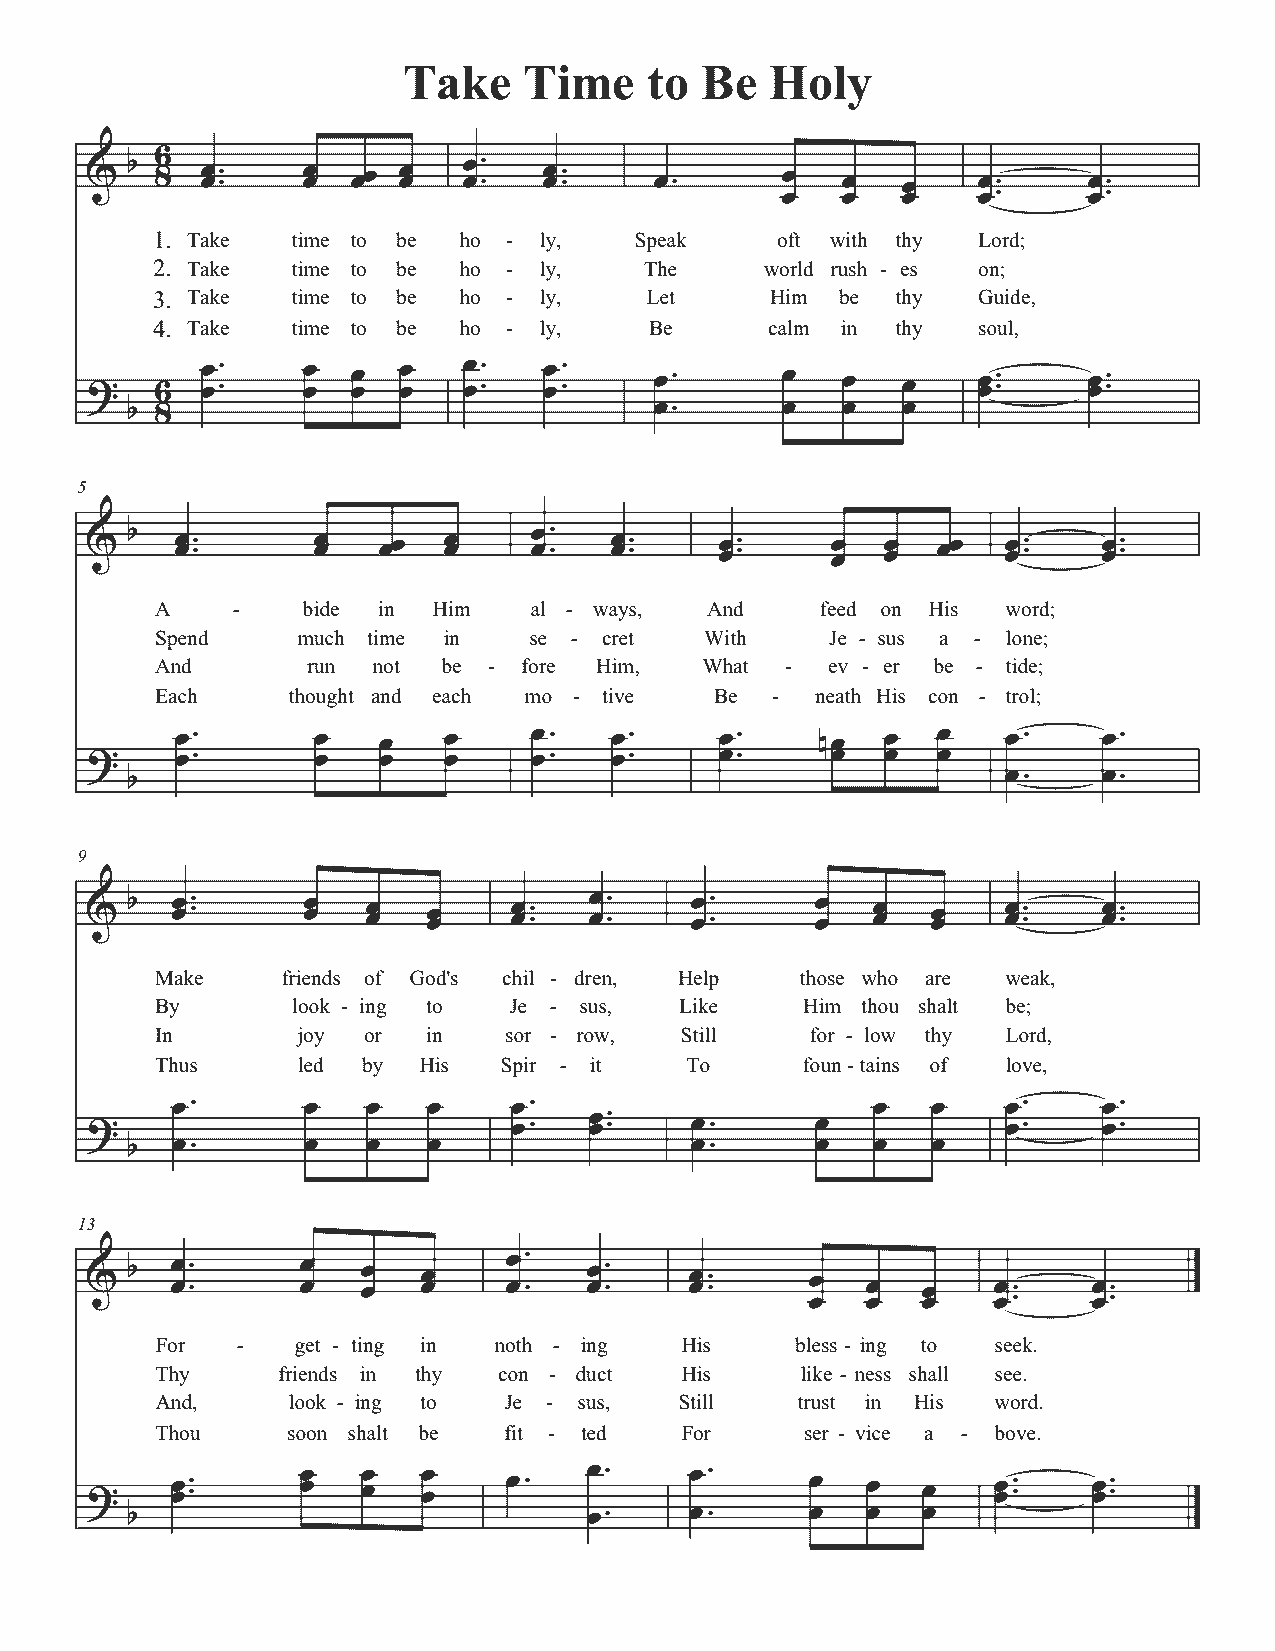 Take Time to Be Holy
6
8
1. Take time to be ho - ly, Speak oft with thy Lord;
2. Take time to be ho - ly, The world rush - es on;
3. Take time to be ho - ly, Let Him be thy Guide,
4. Take time to be ho - ly, Be calm in thy soul,
6
8
5
A - bide in Him al - ways, And feed on His word;
Spend much time in se - cret With Je - sus a - lone;
And run not be - fore Him, What - ev - er be - tide;
Each thought and each mo - tive Be - neath His con - trol;
9
Make friends of God's chil - dren, Help those who are weak,
By look - ing to Je - sus, Like Him thou shalt be;
In joy or in sor - row, Still for - low thy Lord,
Thus led by His Spir - it To foun - tains of love,
13
For - get - ting in noth - ing His bless - ing to seek.
Thy friends in thy con - duct His like - ness shall see.
And, look - ing to Je - sus, Still trust in His word.
Thou soon shalt be fit - ted For ser - vice a - bove.